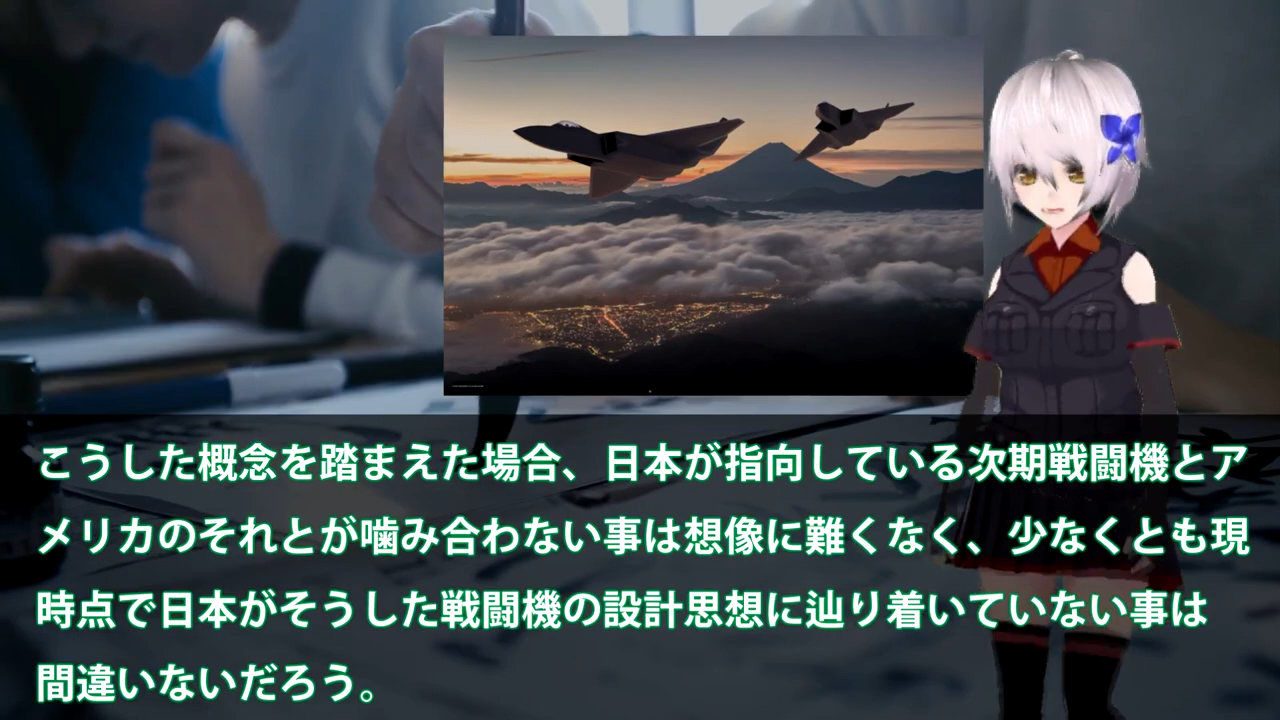 こうした概念を踏まえた場合、日本が指向している次期戦闘機とア
メリカのそれとが噛み合わない事は想像に難くなく、少なくとも現
時点で日本がそうした戦闘機の設計思想に辿り着いていない事は
間違いないだろう。